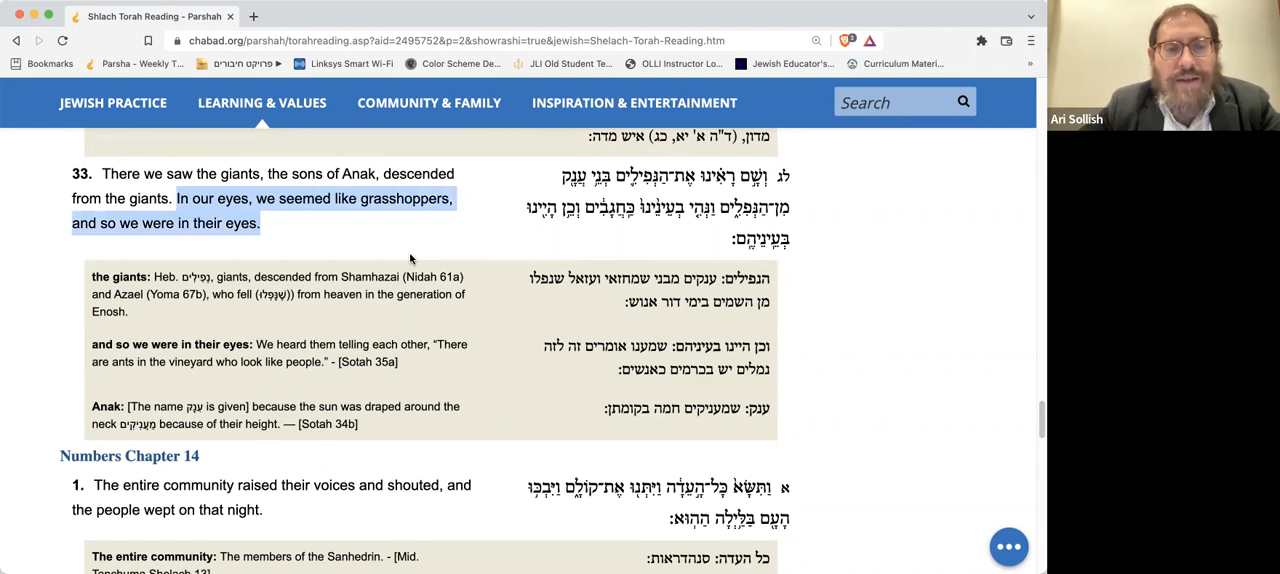 Shlach Torah Reading - Parshah
chabad.org/parshah/torahreading.asp?aid=2495752&p=2&showrashi=true&jewish=Shelach-Torah-Reading.htm
Bookmarks Parsha - Weekly T... פרויקט חיבורים Linksys Smart Wi-Fi Color Scheme De... JLI Old Student Te... OLLI Instructor Lo... Jewish Educator's... Curriculum Materi...
JEWISH PRACTICE LEARNING & VALUES COMMUNITY & FAMILY INSPIRATION & ENTERTAINMENT Search
Ari Sollish
מדון, (ד"ה א' יא, כג) איש מדה:
33. There we saw the giants, the sons of Anak, descended
from the giants. In our eyes, we seemed like grasshoppers,
and so we were in their eyes.
לג וְשָׁ֣ם רָאִ֗ינוּ אֶת־הַנְּפִילִ֛ים בְּנֵ֥י עֲנָ֖ק
מִן־הַנְּפִלִ֑ים וַנְּהִ֤י בְעֵינֵ֙ינוּ֙ כַּֽחֲגָבִ֔ים וְכֵ֥ן הָיִ֖ינוּ
בְּעֵֽינֵיהֶֽם:
the giants: Heb. נְפִילִים, giants, descended from Shamhazai (Nidah 61a)
and Azael (Yoma 67b), who fell (שֶׁנָּפְלוּ)) from heaven in the generation of
Enosh.
הנפילים: ענקים מבני שמחזאי ועזאל שנפלו
מן השמים בימי דור אנוש:
and so we were in their eyes: We heard them telling each other, “There
are ants in the vineyard who look like people.” - [Sotah 35a]
וכן היינו בעיניהם: שמענו אומרים זה לזה
נמלים יש בכרמים כאנשים:
Anak: [The name עֲנָק is given] because the sun was draped around the
neck מַעֲנִיקִים because of their height. — [Sotah 34b]
ענק: שמעניקים חמה בקומתן:
Numbers Chapter 14
1. The entire community raised their voices and shouted, and
the people wept on that night.
א וַתִּשָּׂא֙ כָּל־הָ֣עֵדָ֔ה וַֽיִּתְּנ֖וּ אֶת־קוֹלָ֑ם וַיִּבְכּ֥וּ
הָעָ֖ם בַּלַּ֥יְלָה הַהֽוּא:
The entire community: The members of the Sanhedrin. - [Mid.
Tanchuma Shelach 13]
כל העדה: סנהדראות: